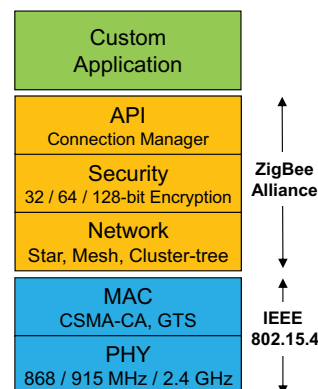 Custom
Application
API
Connection Manager
Security
32 / 64 / 128-bit Encryption
Network
Star, Mesh, Cluster-tree
ZigBee
Alliance
MAC
CSMA-CA, GTS
PHY
868 / 915 MHz / 2.4 GHz
IEEE
802.15.4